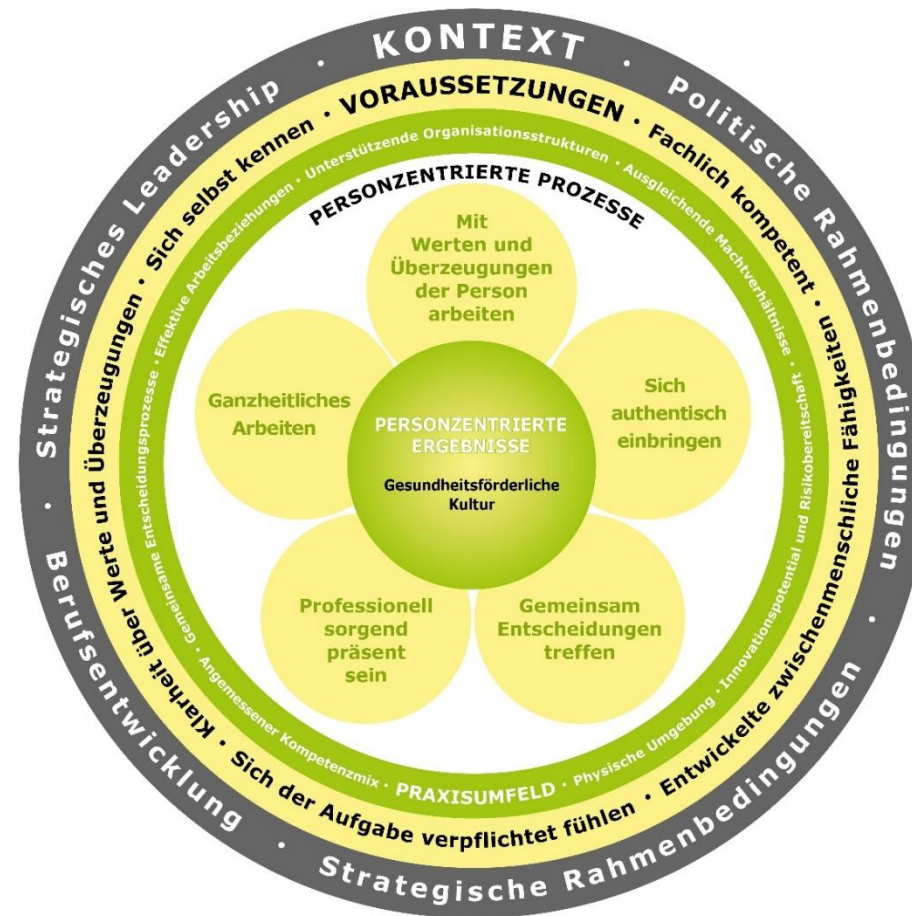 KONTEXT · Politische Rahmenbedingungen · Strategische Rahmenbedingungen · Berufsentwicklung · Strategisches Leadership ·
VORAUSSETZUNGEN · Fachlich kompetent · Entwickelte zwischenmenschliche Fähigkeiten · Sich der Aufgabe verpflichtet fühlen · Klarheit über Werte und Überzeugungen · Sich selbst kennen ·
Unterstützende Organisationsstrukturen · Ausgleichende Machtverhältnisse · Innovationspotential und Risikobereitschaft · Physische Umgebung · PRAXISUMFELD · Angemessener Kompetenzmix · Gemeinsame Entscheidungsprozesse · Effektive Arbeitsbeziehungen ·
PERSONZENTRIERTE PROZESSE
Mit
Werten und
Überzeugungen
der Person
arbeiten
Sich
authentisch
einbringen
Gemeinsam
Entscheidungen
treffen
Professionell
sorgend
präsent
sein
Ganzheitliches
Arbeiten
PERSONZENTRIERTE
ERGEBNISSE
Gesundheitsförderliche
Kultur